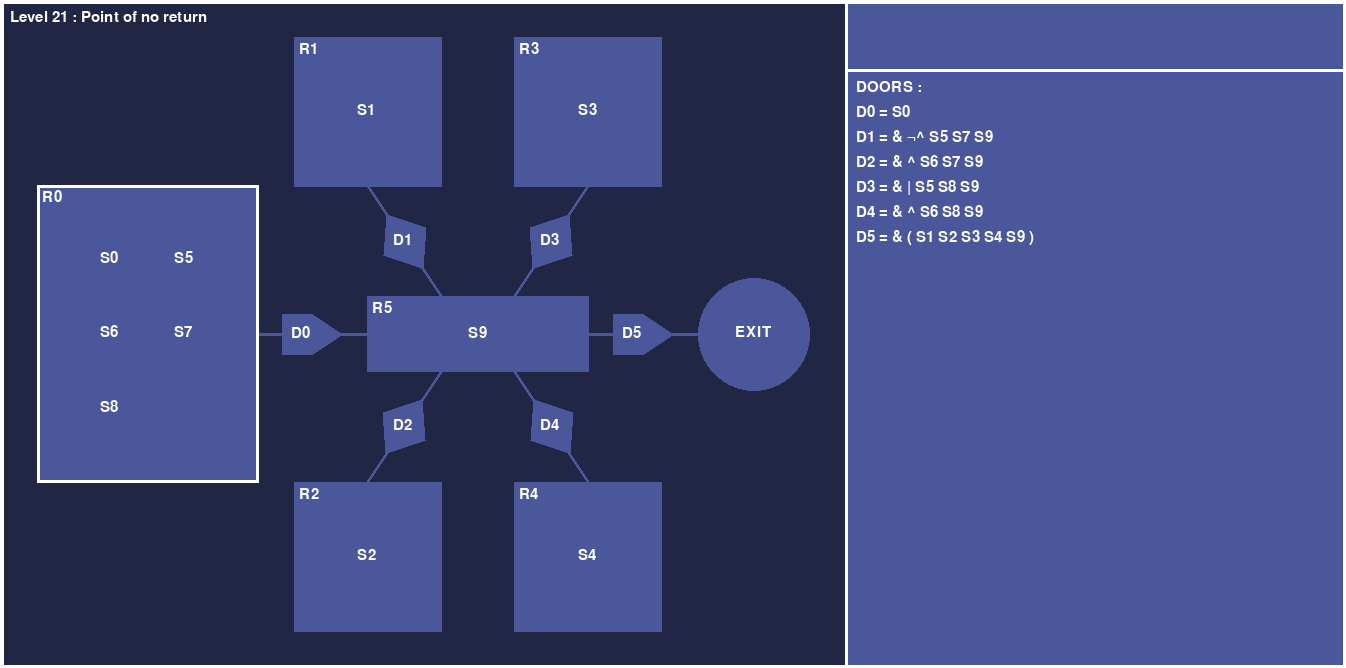 Level 21 : Point of no return
R1
S1
R3
S3
R0
S0 S5
S6 S7
S8
D1
D3
D0
R5
S9
D5
EXIT
D2
D4
R2
S2
R4
S4
DOORS :
D0 = S0
D1 = & ¬^ S5 S7 S9
D2 = & ^ S6 S7 S9
D3 = & | S5 S8 S9
D4 = & ^ S6 S8 S9
D5 = & ( S1 S2 S3 S4 S9 )